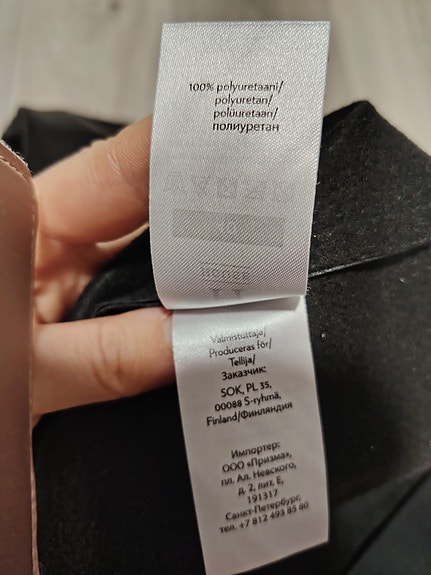 100% polyuretaani/
polyuretan/
polüuretaan/
полиуретан
Valmistuttaja/
Produceras för/
Tellija/
Заказчик:
SOK, PL 35,
00088 S-ryhmä,
Finland/Финляндия
Импортер:
ООО «Призма»,
пл. Ал. Невского,
д. 2, лит. Е,
191317
Санкт-Петербург,
тел. +7 812 493 85 80